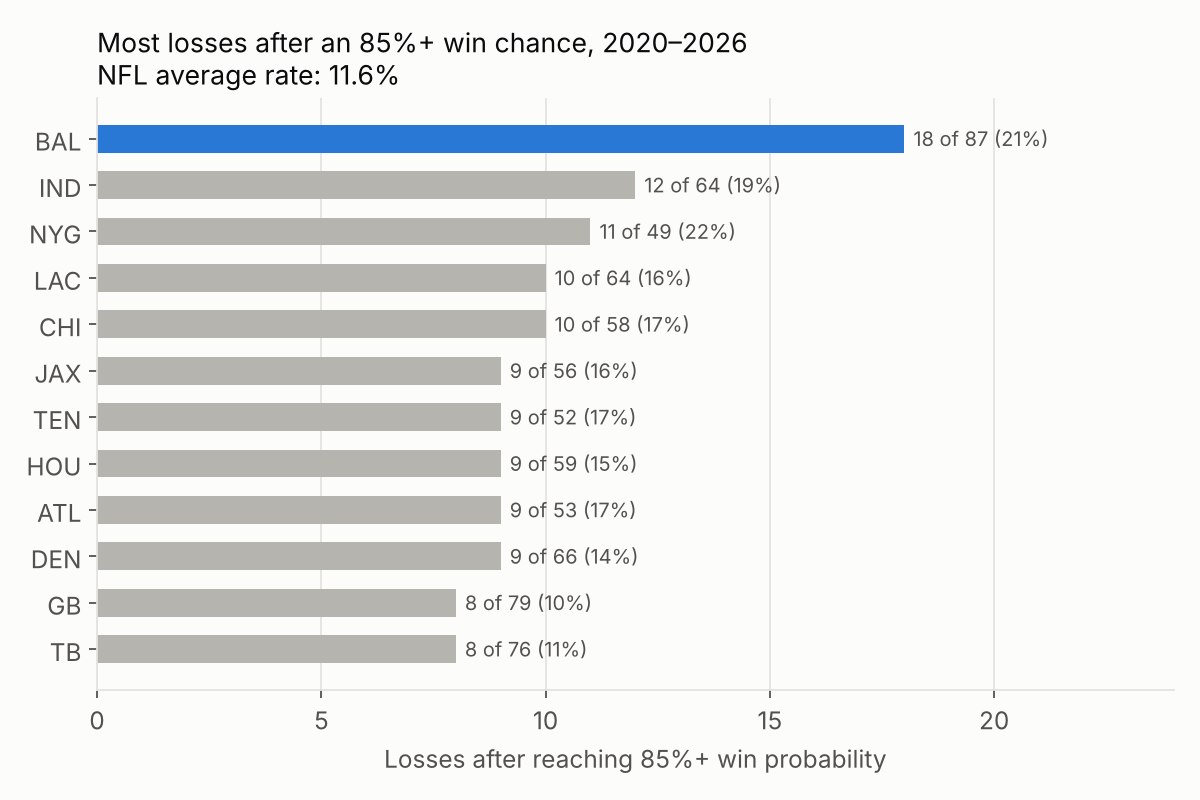 Most losses after an 85%+ win chance, 2020–2026
NFL average rate: 11.6%
BAL 18 of 87 (21%)
IND 12 of 64 (19%)
NYG 11 of 49 (22%)
LAC 10 of 64 (16%)
CHI 10 of 58 (17%)
JAX 9 of 56 (16%)
TEN 9 of 52 (17%)
HOU 9 of 59 (15%)
ATL 9 of 53 (17%)
DEN 9 of 66 (14%)
GB 8 of 79 (10%)
TB 8 of 76 (11%)
0 5 10 15 20
Losses after reaching 85%+ win probability